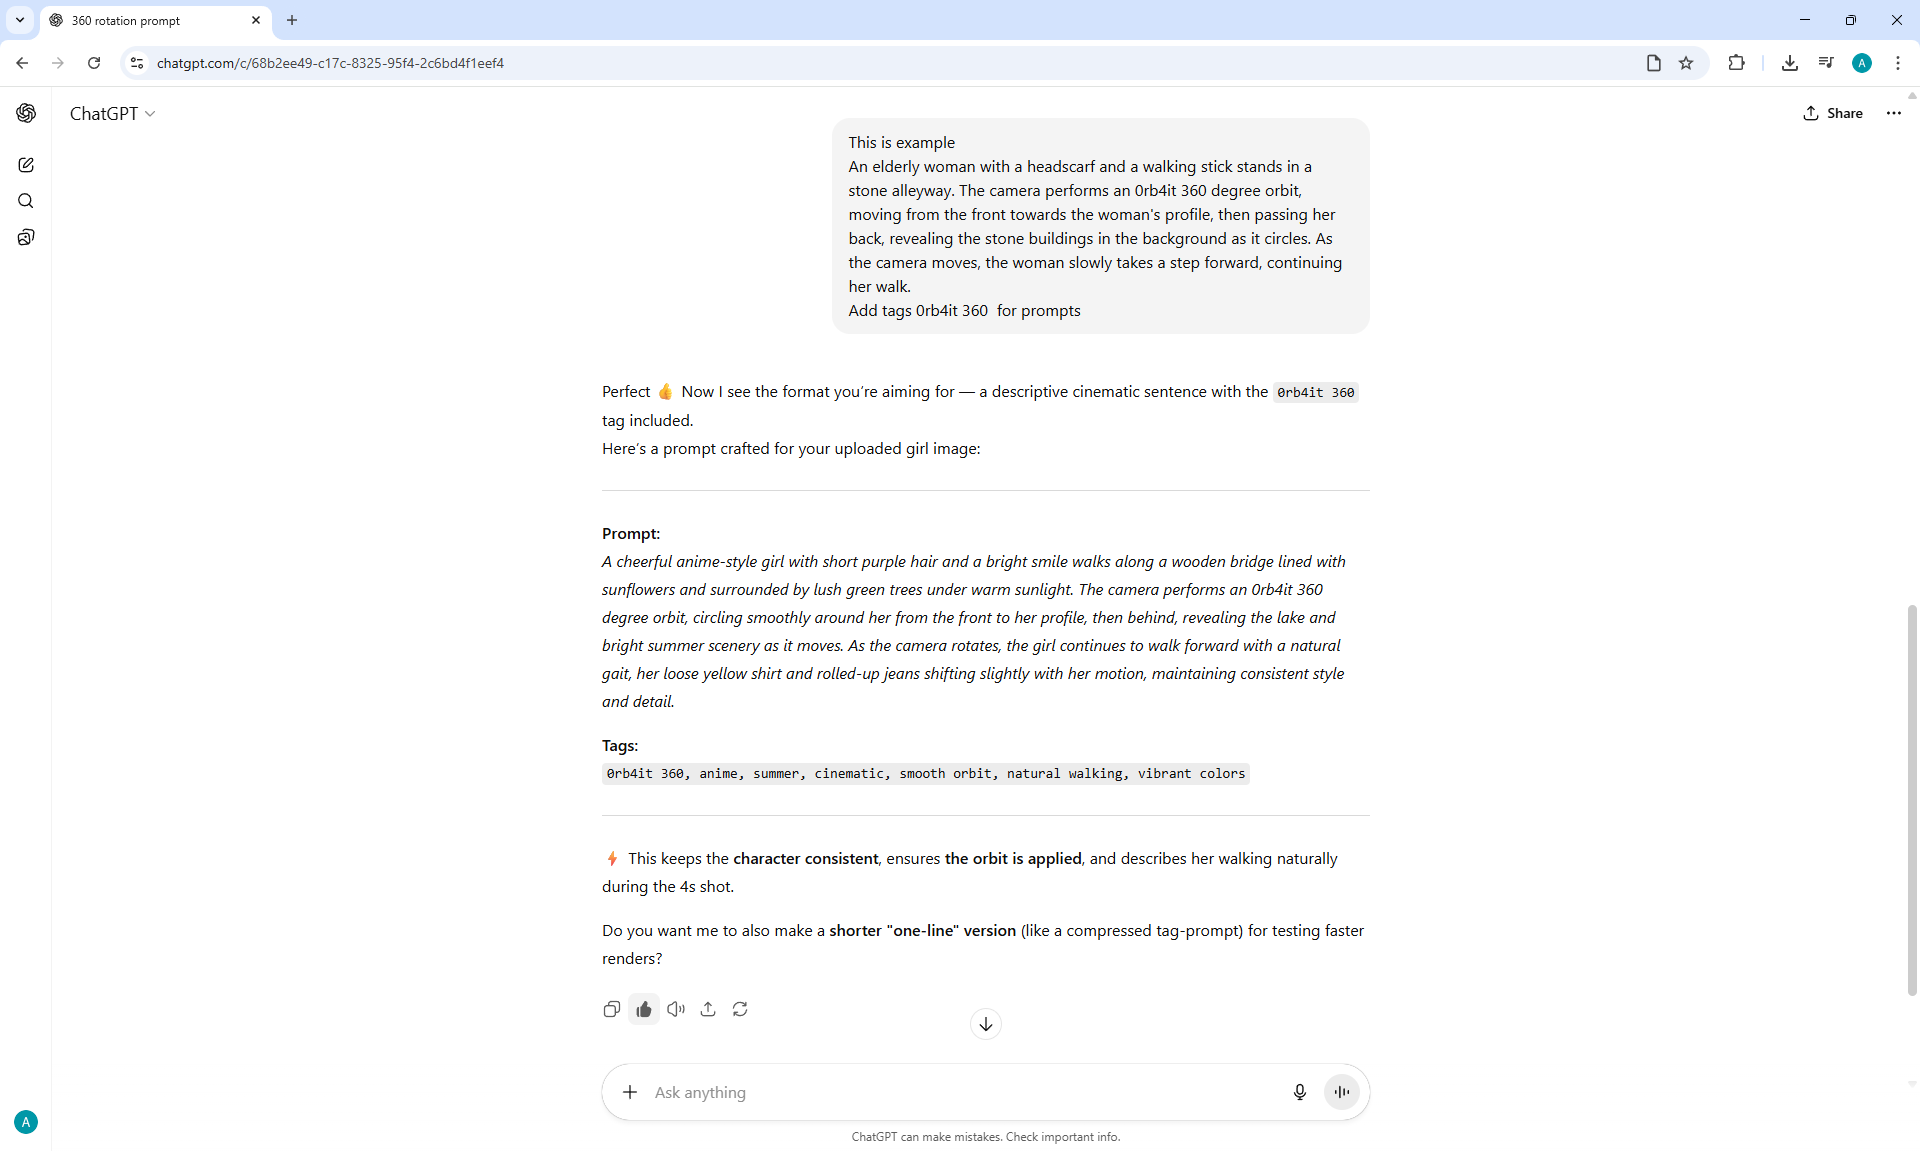 360 rotation prompt
chatgpt.com/c/68b2ee49-c17c-8325-95f4-2c6bd4f1eef4
A
ChatGPT
Share
This is example
An elderly woman with a headscarf and a walking stick stands in a
stone alleyway. The camera performs an 0rb4it 360 degree orbit,
moving from the front towards the woman's profile, then passing her
back, revealing the stone buildings in the background as it circles. As
the camera moves, the woman slowly takes a step forward, continuing
her walk.
Add tags 0rb4it 360  for prompts
Perfect 👍 Now I see the format you’re aiming for — a descriptive cinematic sentence with the 0rb4it 360
tag included.
Here’s a prompt crafted for your uploaded girl image:
Prompt:
A cheerful anime-style girl with short purple hair and a bright smile walks along a wooden bridge lined with
sunflowers and surrounded by lush green trees under warm sunlight. The camera performs an 0rb4it 360
degree orbit, circling smoothly around her from the front to her profile, then behind, revealing the lake and
bright summer scenery as it moves. As the camera rotates, the girl continues to walk forward with a natural
gait, her loose yellow shirt and rolled-up jeans shifting slightly with her motion, maintaining consistent style
and detail.
Tags:
0rb4it 360, anime, summer, cinematic, smooth orbit, natural walking, vibrant colors
⚡ This keeps the character consistent, ensures the orbit is applied, and describes her walking naturally
during the 4s shot.
Do you want me to also make a shorter "one-line" version (like a compressed tag-prompt) for testing faster
renders?
Ask anything
A
ChatGPT can make mistakes. Check important info.